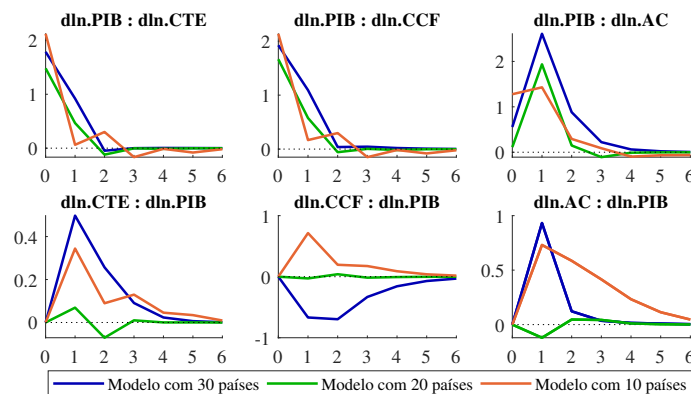 dln.PIB : dln.CTE
dln.PIB : dln.CCF
dln.PIB : dln.AC
2
1
0
0 1 2 3 4 5 6
2
1
0
0 1 2 3 4 5 6
2
1
0
0 1 2 3 4 5 6
dln.CTE : dln.PIB
dln.CCF : dln.PIB
dln.AC : dln.PIB
0.4
0.2
0
0 1 2 3 4 5 6
1
0
-1
0 1 2 3 4 5 6
1
0.5
0
0 1 2 3 4 5 6
Modelo com 30 países Modelo com 20 países Modelo com 10 países